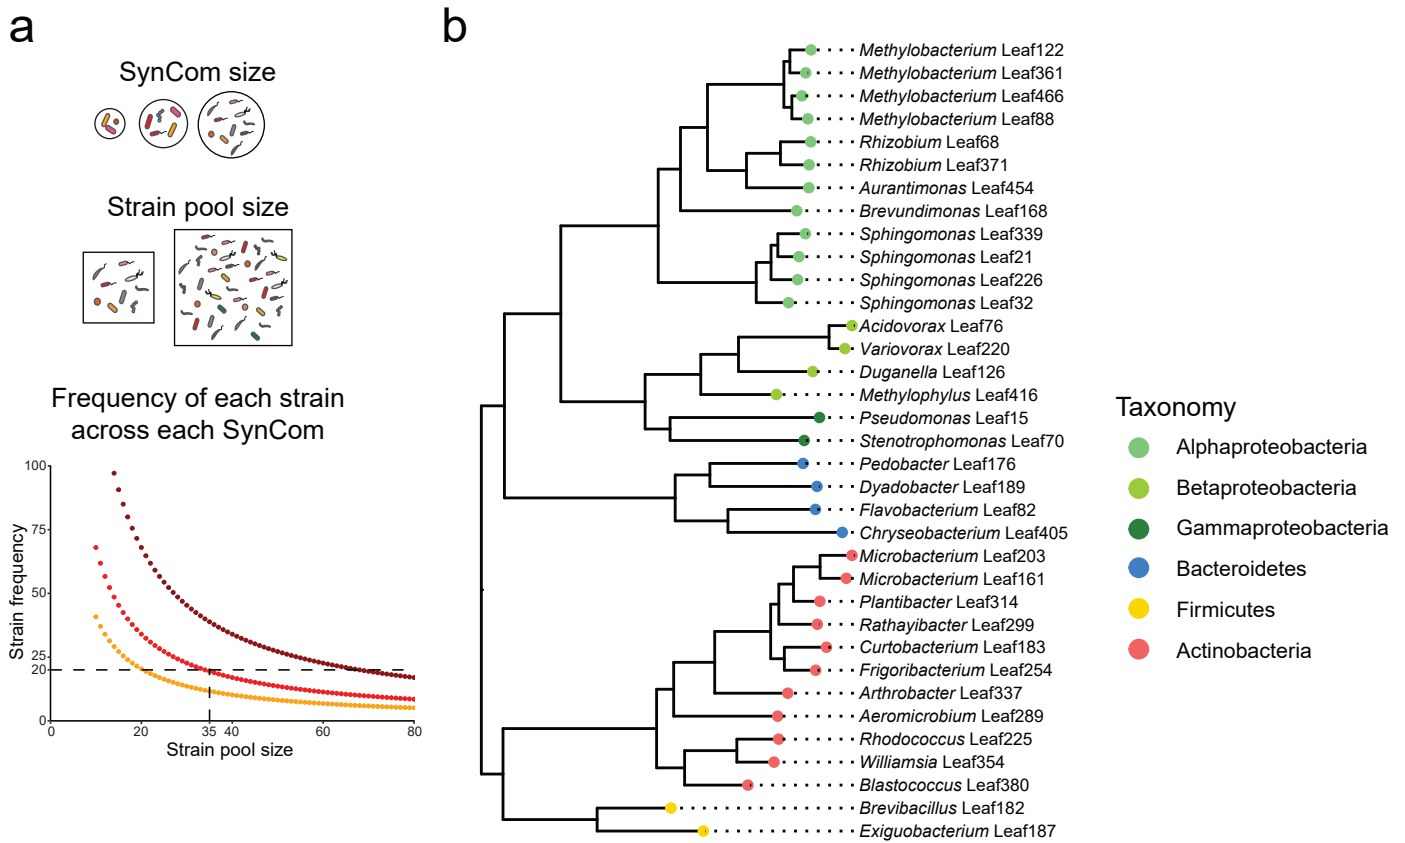 a
SynCom size
Strain pool size
Frequency of each strain
across each SynCom
Strain frequency
100
75
50
25
20
0
0
20
35
40
60
80
Strain pool size
b
Methylobacterium Leaf122
Methylobacterium Leaf361
Methylobacterium Leaf466
Methylobacterium Leaf88
Rhizobium Leaf68
Rhizobium Leaf371
Aurantimonas Leaf454
Brevundimonas Leaf168
Sphingomonas Leaf339
Sphingomonas Leaf21
Sphingomonas Leaf226
Sphingomonas Leaf32
Acidovorax Leaf76
Variovorax Leaf220
Duganella Leaf126
Methylophylus Leaf416
Pseudomonas Leaf15
Stenotrophomonas Leaf70
Pedobacter Leaf176
Dyadobacter Leaf189
Flavobacterium Leaf82
Chryseobacterium Leaf405
Microbacterium Leaf203
Microbacterium Leaf161
Plantibacter Leaf314
Rathayibacter Leaf299
Curtobacterium Leaf183
Frigoribacterium Leaf254
Arthrobacter Leaf337
Aeromicrobium Leaf289
Rhodococcus Leaf225
Williamsia Leaf354
Blastococcus Leaf380
Brevibacillus Leaf182
Exiguobacterium Leaf187
Taxonomy
Alphaproteobacteria
Betaproteobacteria
Gammaproteobacteria
Bacteroidetes
Firmicutes
Actinobacteria